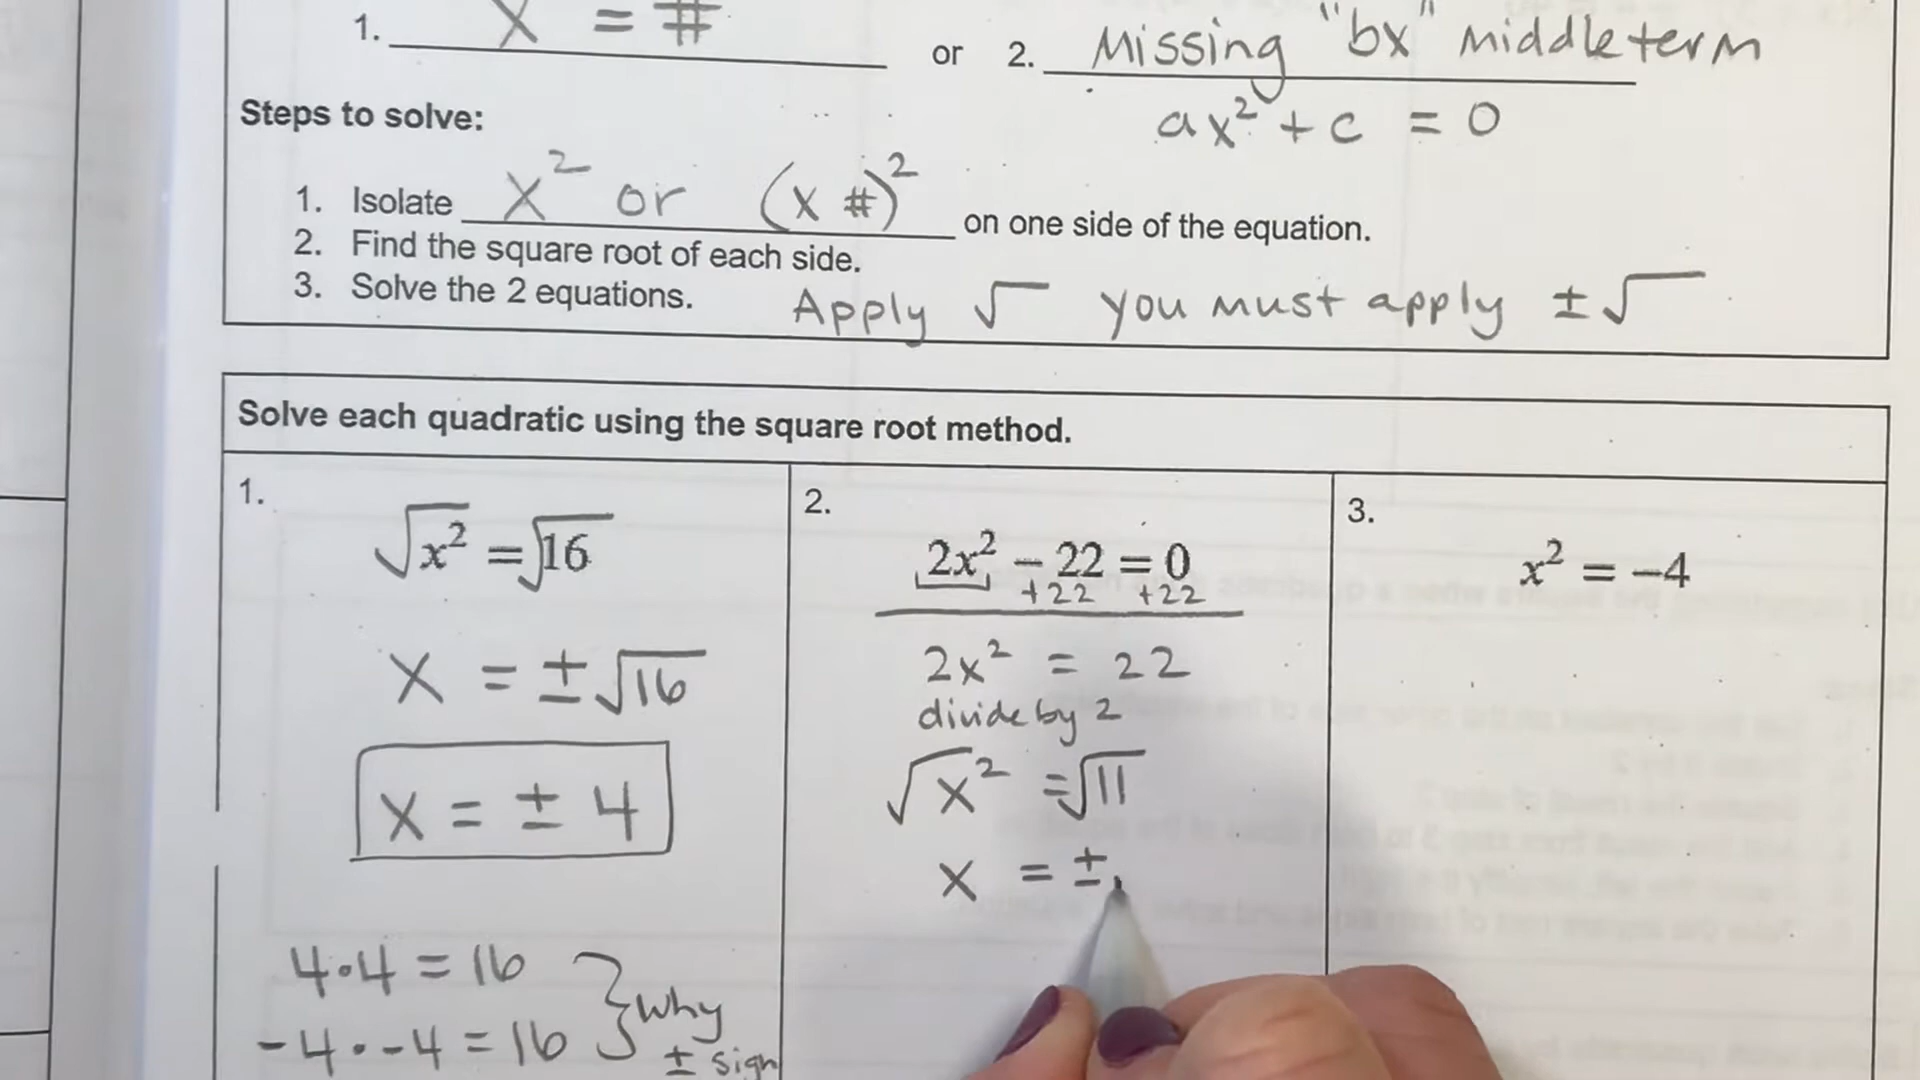 1. X = # or 2. Missing "bx" middle term
ax² + c = 0
Steps to solve:
1. Isolate x² or (x #)² on one side of the equation.
2. Find the square root of each side.
3. Solve the 2 equations. Apply √ you must apply ±√
Solve each quadratic using the square root method.
1.
√x² = √16
x = ±√16
x = ± 4
4·4 = 16
-4·-4 = 16
} why
± sign
2.
2x² − 22 = 0
+22 +22
2x² = 22
divide by 2
√x² = √11
x = ±
3.
x² = −4